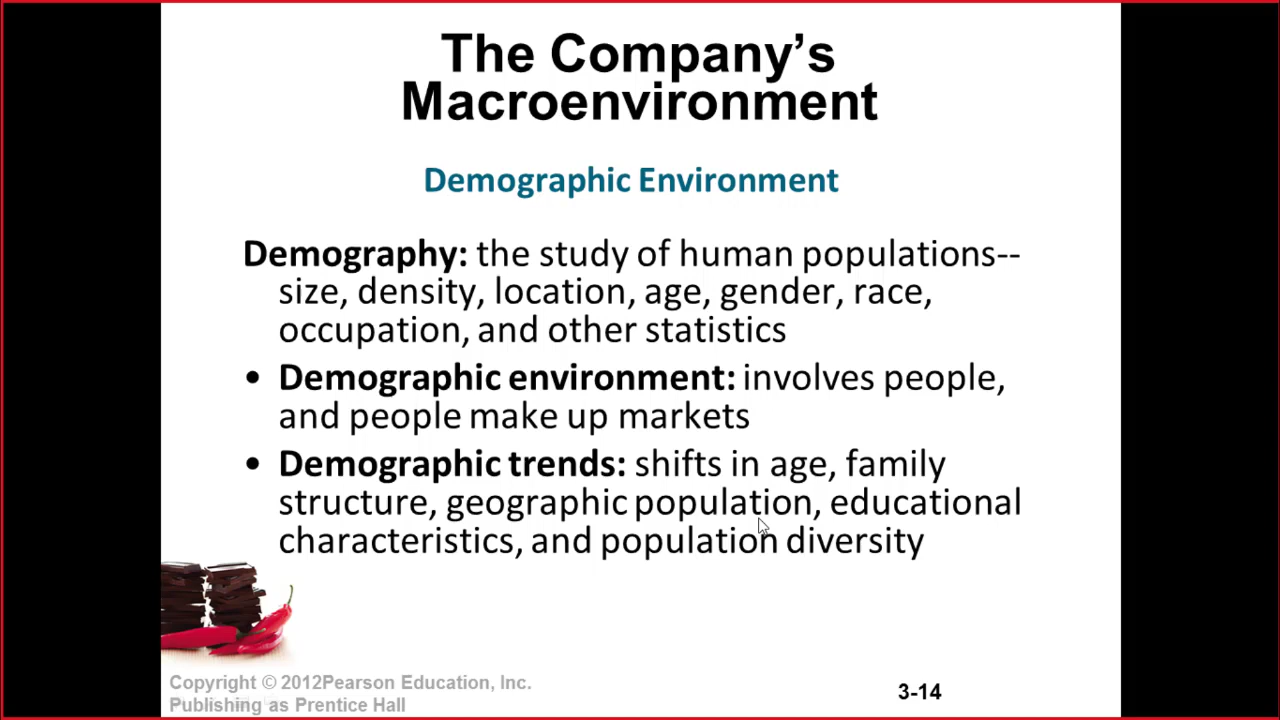 The Company’s
Macroenvironment
Demographic Environment
Demography: the study of human populations--
size, density, location, age, gender, race,
occupation, and other statistics
• Demographic environment: involves people,
and people make up markets
• Demographic trends: shifts in age, family
structure, geographic population, educational
characteristics, and population diversity
Copyright © 2012Pearson Education, Inc.
Publishing as Prentice Hall
3-14